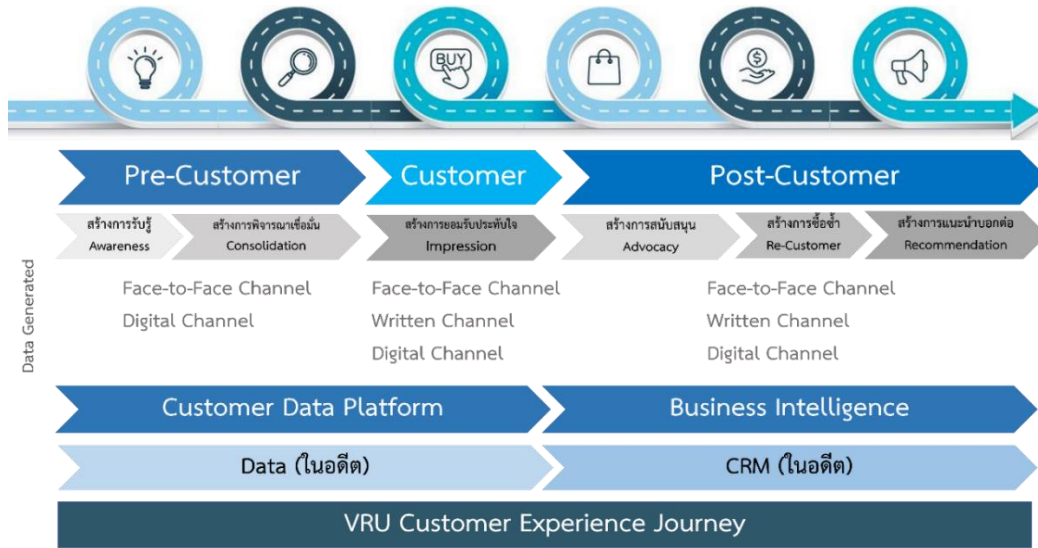 BUY
Pre-Customer
Customer
Post-Customer
สร้างการรับรู้
Awareness
สร้างการพิจารณาเชื่อมั่น
Consolidation
สร้างการยอมรับประทับใจ
Impression
สร้างการสนับสนุน
Advocacy
สร้างการซื้อซ้ำ
Re-Customer
สร้างการแนะนำบอกต่อ
Recommendation
Data Generated
Face-to-Face Channel
Digital Channel
Face-to-Face Channel
Written Channel
Digital Channel
Face-to-Face Channel
Written Channel
Digital Channel
Customer Data Platform
Business Intelligence
Data (ในอดีต)
CRM (ในอดีต)
VRU Customer Experience Journey